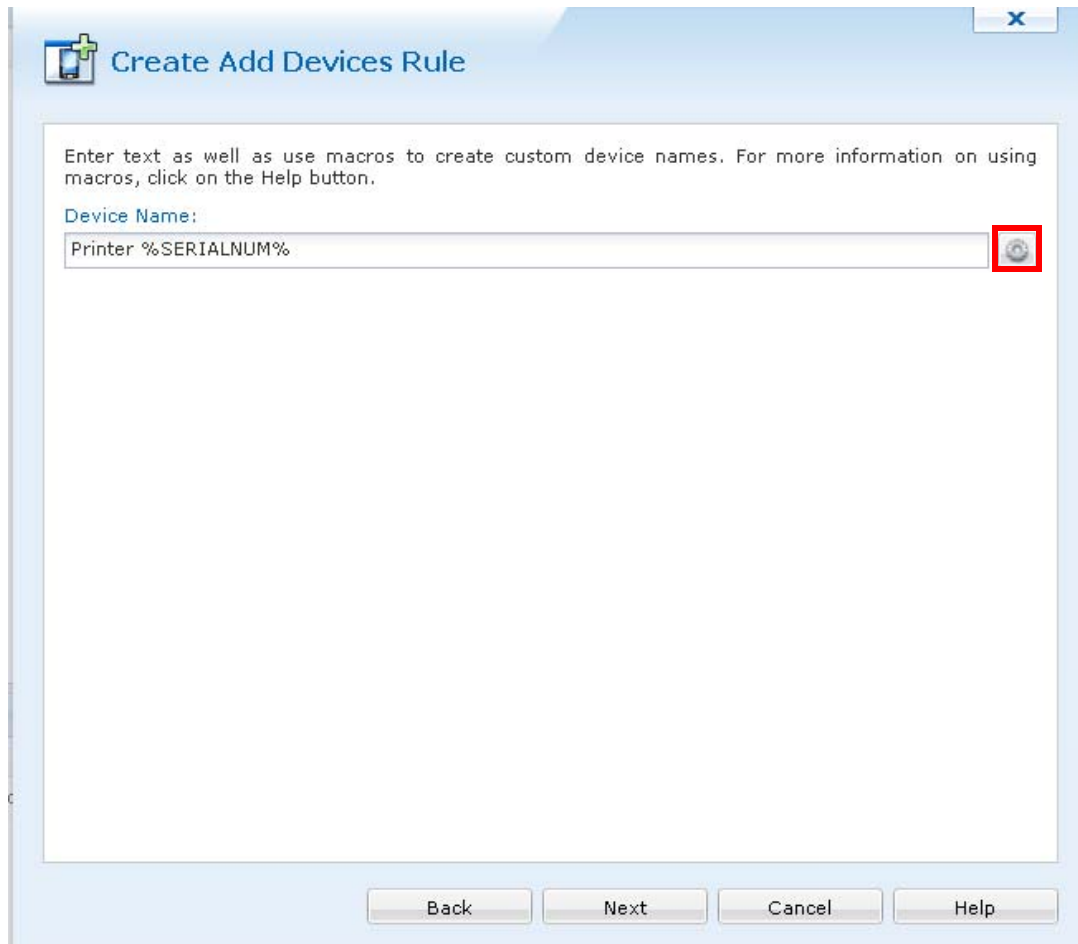 x
Create Add Devices Rule
Enter text as well as use macros to create custom device names. For more information on using
macros, click on the Help button.
Device Name:
Printer %SERIALNUM%
Back Next Cancel Help